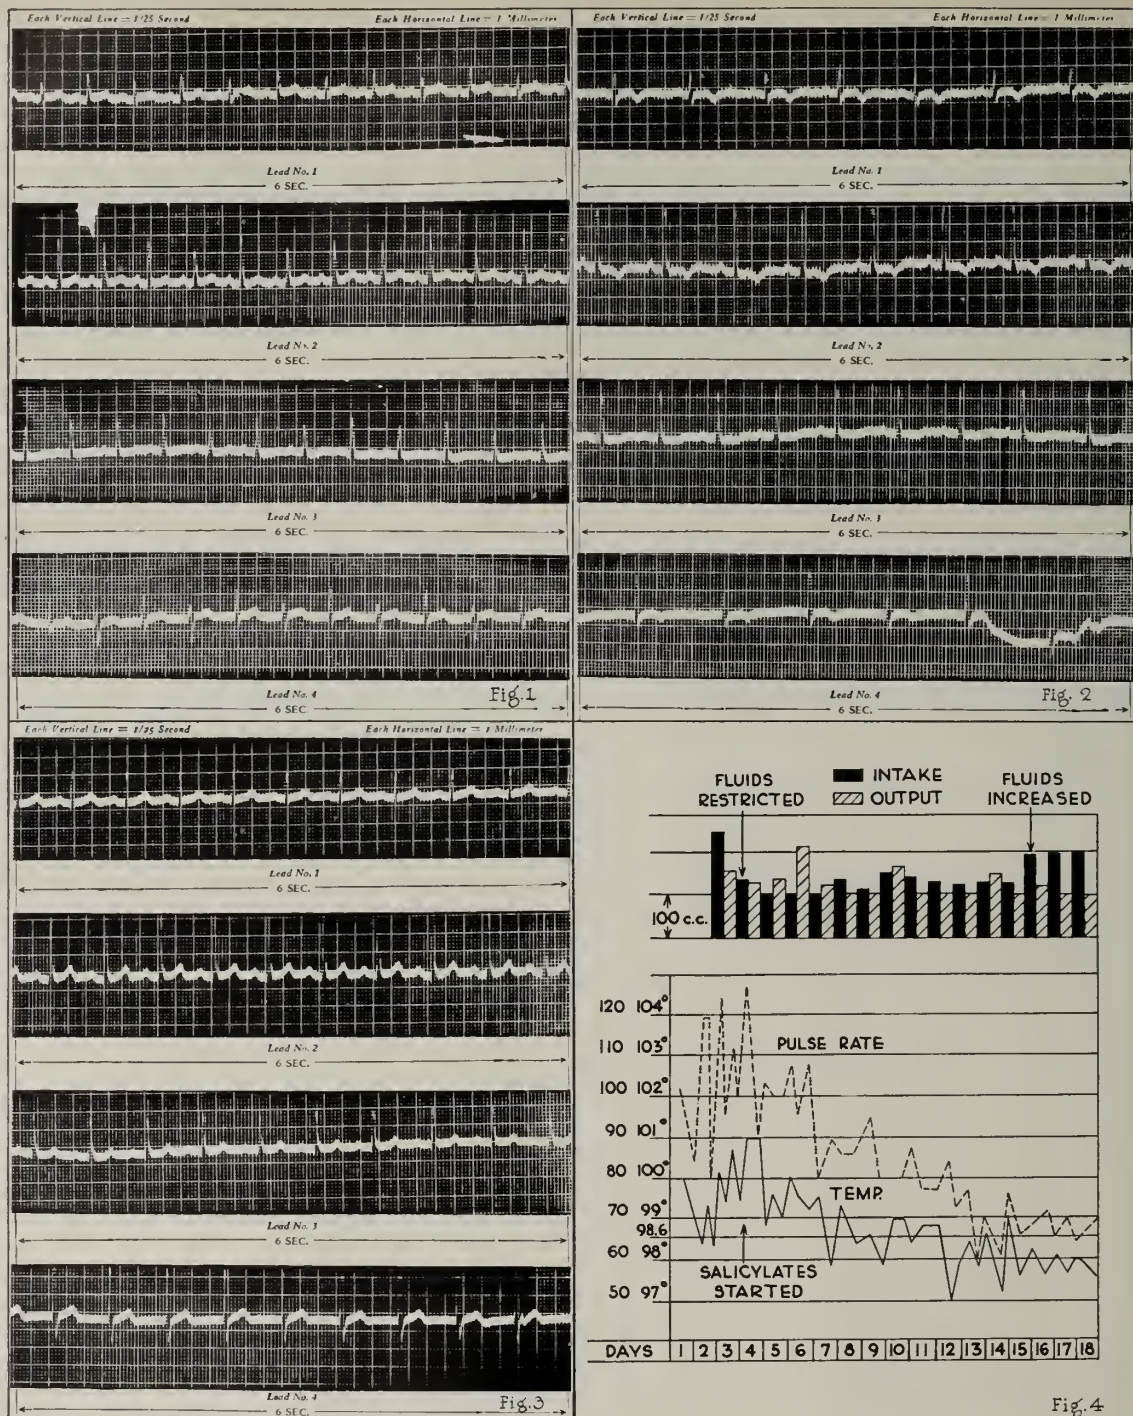 Each Vertical Line = 1/25 Second Each Horizontal Line = 1 Millimeter
Lead No. 1
6 SEC.
Lead No. 2
6 SEC.
Lead No. 3
6 SEC.
Lead No. 4 Fig.1
6 SEC.
Each Vertical Line = 1/25 Second Each Horizontal Line = 1 Millimeter
Lead No. 1
6 SEC.
Lead No. 2
6 SEC.
Lead No. 3
6 SEC.
Lead No. 4 Fig. 2
6 SEC.
Each Vertical Line = 1/25 Second Each Horizontal Line = 1 Millimeter
Lead No. 1
6 SEC.
Lead No. 2
6 SEC.
Lead No. 3
6 SEC.
Lead No. 4 Fig.3
6 SEC.
FLUIDS RESTRICTED
INTAKE
OUTPUT
FLUIDS INCREASED
100 c.c.
120 104°
110 103°
PULSE RATE
100 102°
90 101°
80 100°
TEMP.
70 99°
98.6
60 98°
SALICYLATES
STARTED
50 97°
DAYS 1 2 3 4 5 6 7 8 9 10 11 12 13 14 15 16 17 18
Fig.4